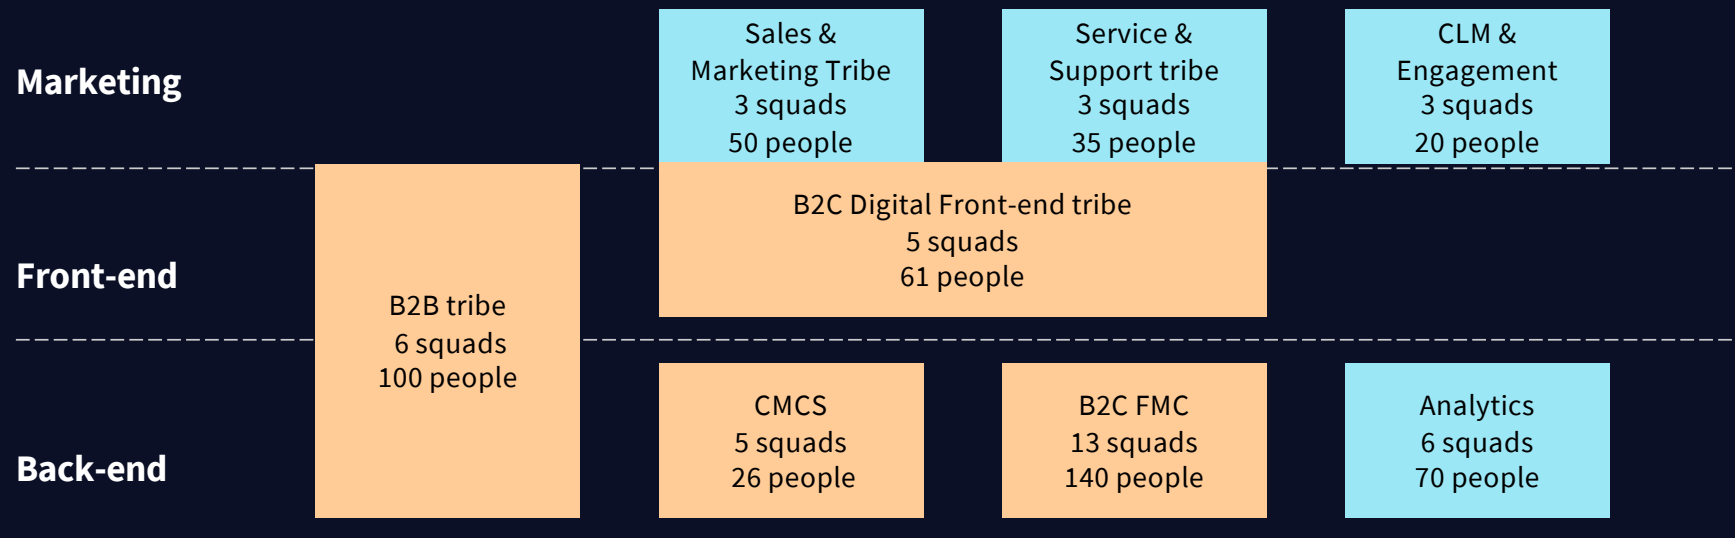 Marketing
Sales &
Marketing Tribe
3 squads
50 people
Service &
Support tribe
3 squads
35 people
CLM &
Engagement
3 squads
20 people
Front-end
B2B tribe
6 squads
100 people
B2C Digital Front-end tribe
5 squads
61 people
Back-end
CMCS
5 squads
26 people
B2C FMC
13 squads
140 people
Analytics
6 squads
70 people